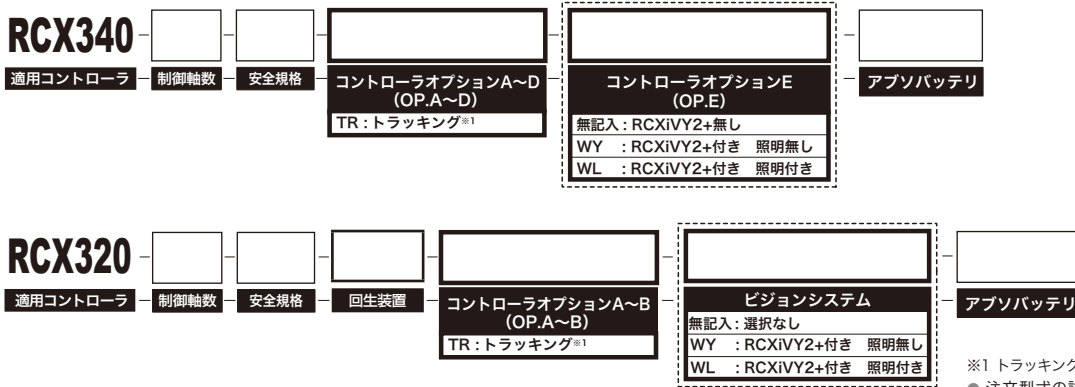 RCX340 - - - - -
適用コントローラ - 制御軸数 - 安全規格 - コントローラオプションA～D - コントローラオプションE - アブソバッテリ
(OP.A～D)
(OP.E)
TR : トラッキング※1
無記入 : RCXiVY2+無し
WY : RCXiVY2+付き 照明無し
WL : RCXiVY2+付き 照明付き
RCX320 - - - - - -
適用コントローラ - 制御軸数 - 安全規格 - 回生装置 - コントローラオプションA～B - ビジョンシステム - アブソバッテリ
(OP.A～B)
TR : トラッキング※1
無記入 : 選択なし
WY : RCXiVY2+付き 照明無し
WL : RCXiVY2+付き 照明付き
※1 トラッキング